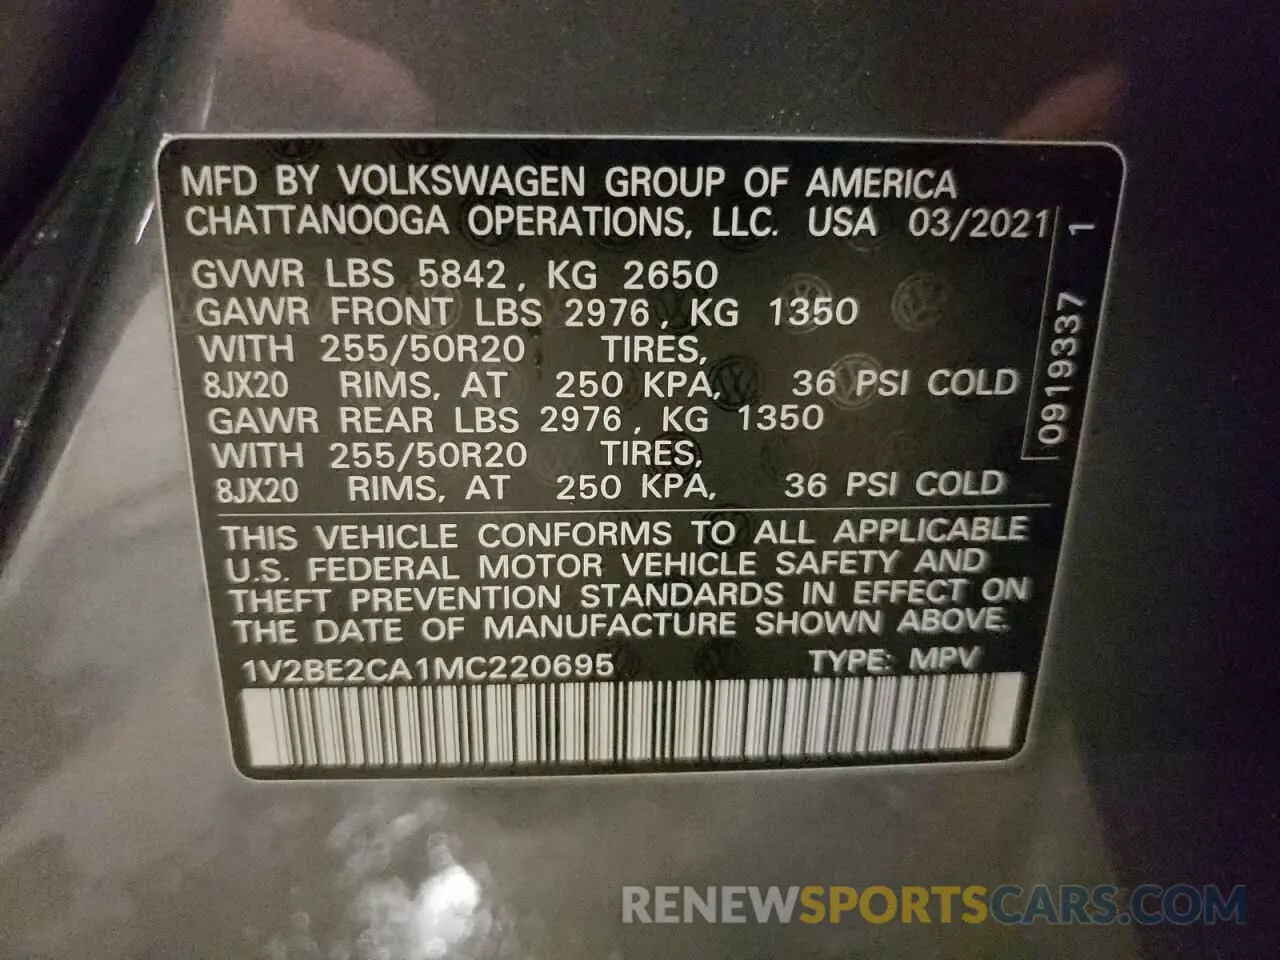 MFD BY VOLKSWAGEN GROUP OF AMERICA
CHATTANOOGA OPERATIONS, LLC. USA 03/2021
GVWR LBS 5842, KG 2650
GAWR FRONT LBS 2976, KG 1350
WITH 255/50R20 TIRES,
8JX20 RIMS, AT 250 KPA, 36 PSI COLD
GAWR REAR LBS 2976, KG 1350
WITH 255/50R20 TIRES,
8JX20 RIMS, AT 250 KPA, 36 PSI COLD
0919337 1
THIS VEHICLE CONFORMS TO ALL APPLICABLE
U.S. FEDERAL MOTOR VEHICLE SAFETY AND
THEFT PREVENTION STANDARDS IN EFFECT ON
THE DATE OF MANUFACTURE SHOWN ABOVE.
1V2BE2CA1MC220695 TYPE: MPV
RENEWSPORTSCARS.COM